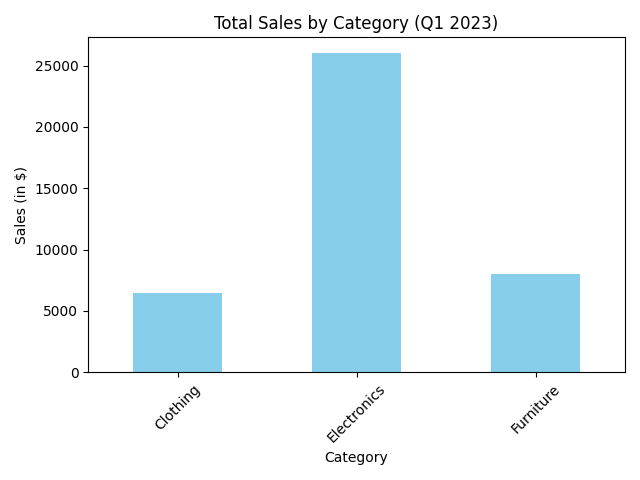 Total Sales by Category (Q1 2023)
Sales (in $)
25000
20000
15000
10000
5000
0
Clothing
Electronics
Furniture
Category